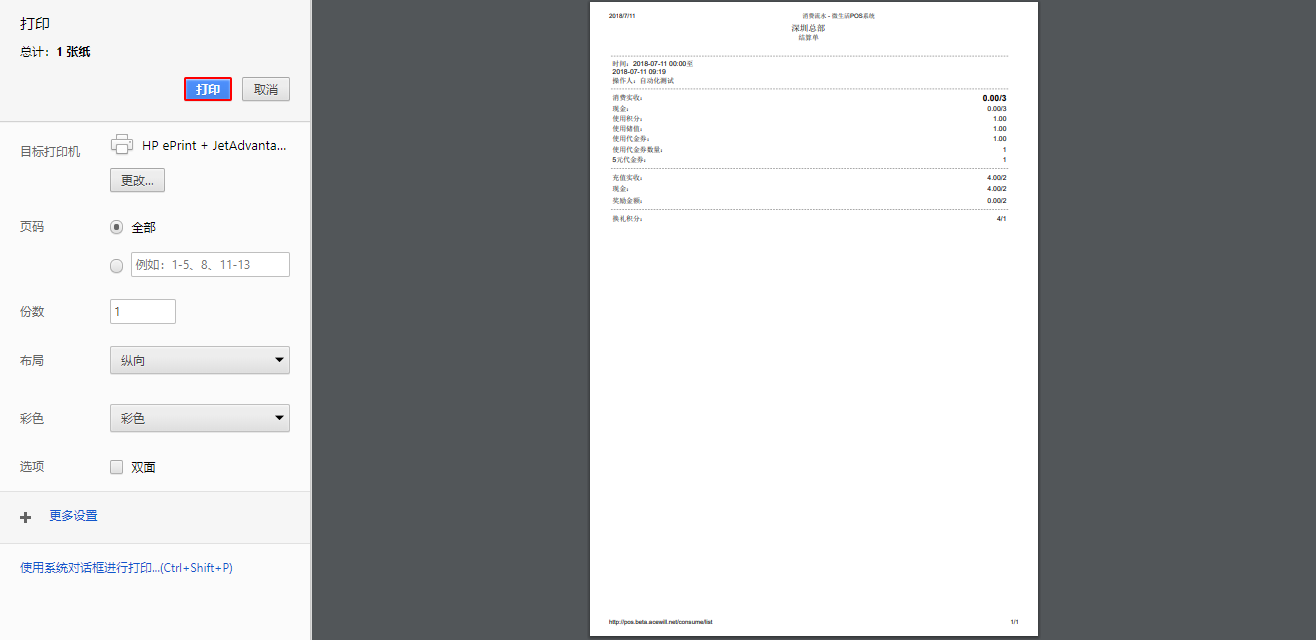 打印
总计： 1 张纸
打印 取消
目标打印机 HP ePrint + JetAdvanta...
更改...
页码 全部
例如： 1-5、8、11-13
份数 1
布局 纵向
彩色 彩色
选项 双面
更多设置
使用系统对话框进行打印...(Ctrl+Shift+P)
2018/7/11 消费流水 - 微生活POS系统
深圳总部
结算单
时间：2018-07-11 00:00至
2018-07-11 09:19
操作人：自动化测试
消费实收： 0.00/3
现金： 0.00/3
使用积分： 1.00
使用储值： 1.00
使用代金券： 1.00
使用代金券数量： 1
5元代金券： 1
充值实收： 4.00/2
现金： 4.00/2
奖励金额： 0.00/2
换礼积分： 4/1
http://pos.beta.acewill.net/consume/list 1/1